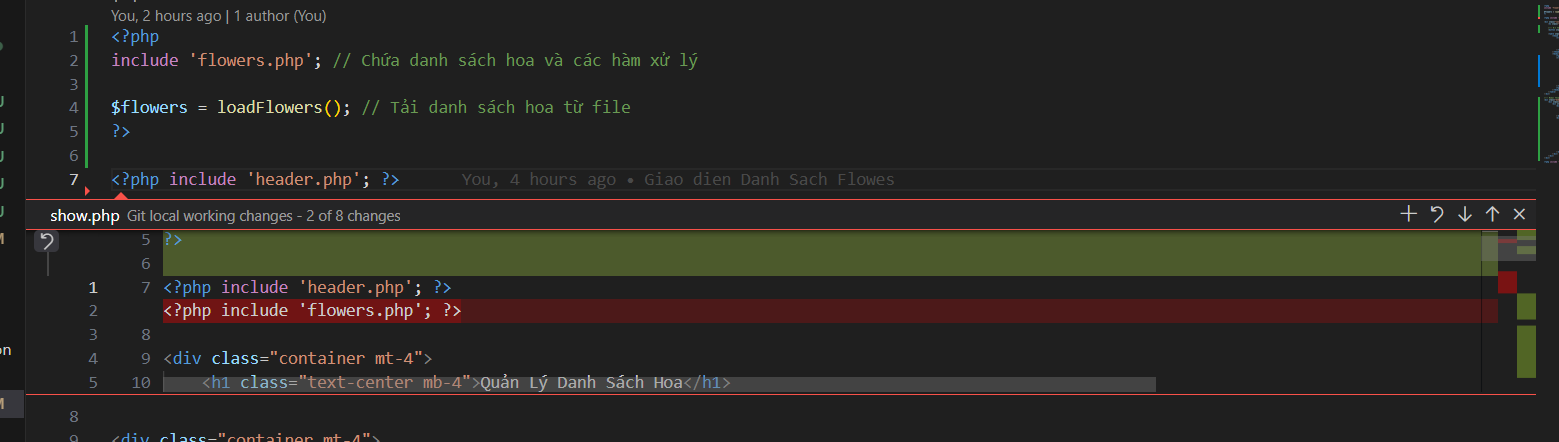 You, 2 hours ago | 1 author (You)
1 <?php
2 include 'flowers.php'; // Chứa danh sách hoa và các hàm xử lý
3
4 $flowers = loadFlowers(); // Tải danh sách hoa từ file
5 ?>
6
7 <?php include 'header.php'; ?> You, 4 hours ago • Giao dien Danh Sach Flowes
show.php Git local working changes - 2 of 8 changes
5 ?>
6
1 7 <?php include 'header.php'; ?>
2 <?php include 'flowers.php'; ?>
3 8
4 9 <div class="container mt-4">
5 10 <h1 class="text-center mb-4">Quản Lý Danh Sách Hoa</h1>
8
9 <div class="container mt-4">
U
U
U
U
U
M
on
M